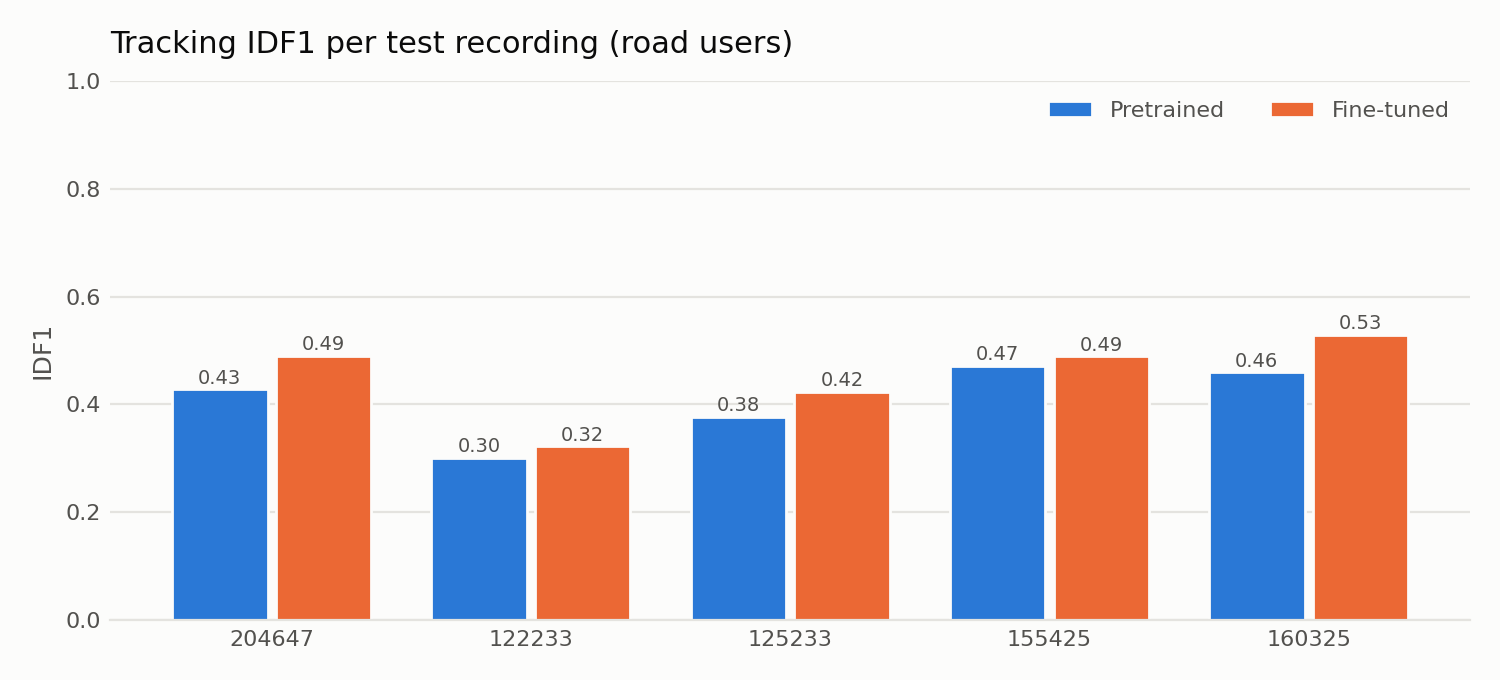 Tracking IDF1 per test recording (road users)
1.0
Pretrained Fine-tuned
0.8
0.6
IDF1
0.4
0.2
0.0
0.43 0.49
0.30 0.32
0.38 0.42
0.47 0.49
0.46 0.53
204647 122233 125233 155425 160325